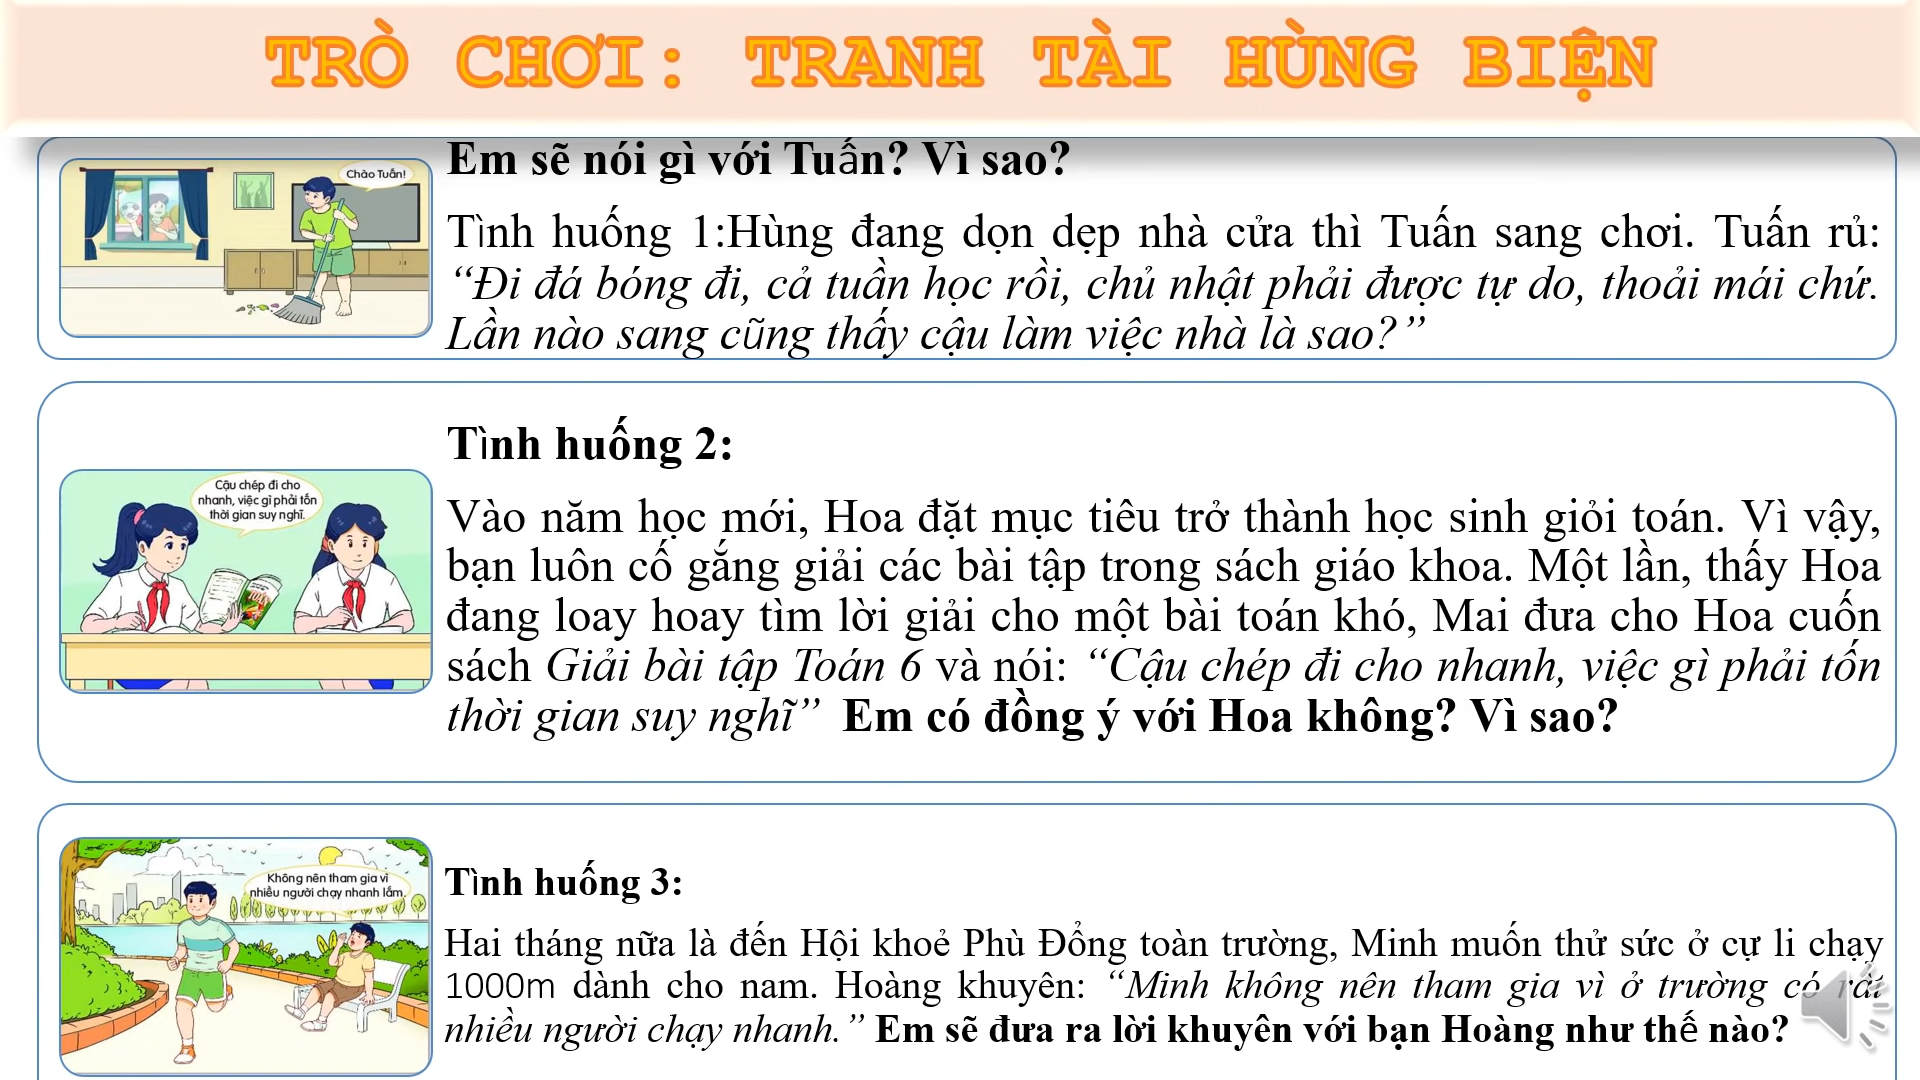 TRÒ CHƠI: TRANH TÀI HÙNG BIỆN
Em sẽ nói gì với Tuấn? Vì sao?
Chào Tuấn!
Tình huống 1:Hùng đang dọn dẹp nhà cửa thì Tuấn sang chơi. Tuấn rủ:
“Đi đá bóng đi, cả tuần học rồi, chủ nhật phải được tự do, thoải mái chứ.
Lần nào sang cũng thấy cậu làm việc nhà là sao?”
Tình huống 2:
Cậu chép đi cho
nhanh, việc gì phải tốn
thời gian suy nghĩ.
Vào năm học mới, Hoa đặt mục tiêu trở thành học sinh giỏi toán. Vì vậy,
bạn luôn cố gắng giải các bài tập trong sách giáo khoa. Một lần, thấy Hoa
đang loay hoay tìm lời giải cho một bài toán khó, Mai đưa cho Hoa cuốn
sách Giải bài tập Toán 6 và nói: “Cậu chép đi cho nhanh, việc gì phải tốn
thời gian suy nghĩ” Em có đồng ý với Hoa không? Vì sao?
Tình huống 3:
Không nên tham gia vì
nhiều người chạy nhanh lắm.
Hai tháng nữa là đến Hội khoẻ Phù Đổng toàn trường, Minh muốn thử sức ở cự li chạy
1000m dành cho nam. Hoàng khuyên: “Minh không nên tham gia vì ở trường có rất
nhiều người chạy nhanh.” Em sẽ đưa ra lời khuyên với bạn Hoàng như thế nào?